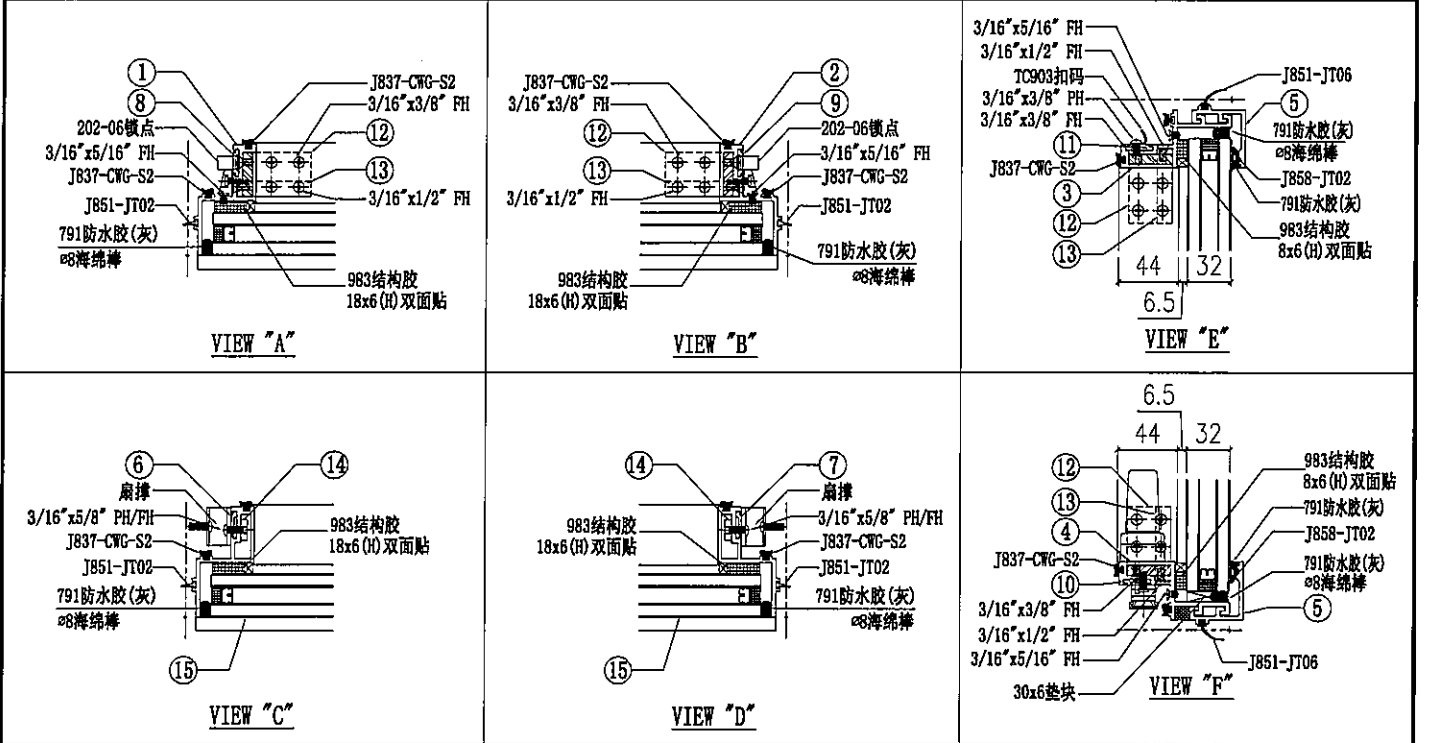 ①
⑧
202-06锁点
3/16"x5/16" FH
J837-CWG-S2
J851-JT02
791防水胶(灰)
ø8海绵棒
J837-CWG-S2
3/16"x3/8" FH
⑫
⑬
3/16"x1/2" FH
983结构胶
18x6(H)双面贴
VIEW "A"
J837-CWG-S2
3/16"x3/8" FH
⑫
⑬
3/16"x1/2" FH
②
⑨
202-06锁点
3/16"x5/16" FH
J837-CWG-S2
J851-JT02
791防水胶(灰)
ø8海绵棒
983结构胶
18x6(H)双面贴
VIEW "B"
3/16"x5/16" FH
3/16"x1/2" FH
TC903扣码
3/16"x3/8" PH
3/16"x3/8" FH
⑪
J837-CWG-S2
③
⑫
⑬
J851-JT06
⑤
791防水胶(灰)
ø8海绵棒
J858-JT02
791防水胶(灰)
983结构胶
8x6(H)双面贴
44
32
6.5
VIEW "E"
⑥
扇撑
3/16"x5/8" PH/FH
J837-CWG-S2
J851-JT02
791防水胶(灰)
ø8海绵棒
⑭
983结构胶
18x6(H)双面贴
⑮
VIEW "C"
⑭
983结构胶
18x6(H)双面贴
⑦
扇撑
3/16"x5/8" PH/FH
J837-CWG-S2
J851-JT02
791防水胶(灰)
ø8海绵棒
⑮
VIEW "D"
6.5
44
32
⑫
⑬
④
J837-CWG-S2
⑩
3/16"x3/8" FH
3/16"x1/2" FH
3/16"x5/16" FH
30x6垫块
983结构胶
8x6(H)双面贴
791防水胶(灰)
J858-JT02
791防水胶(灰)
ø8海绵棒
⑤
J851-JT06
VIEW "F"